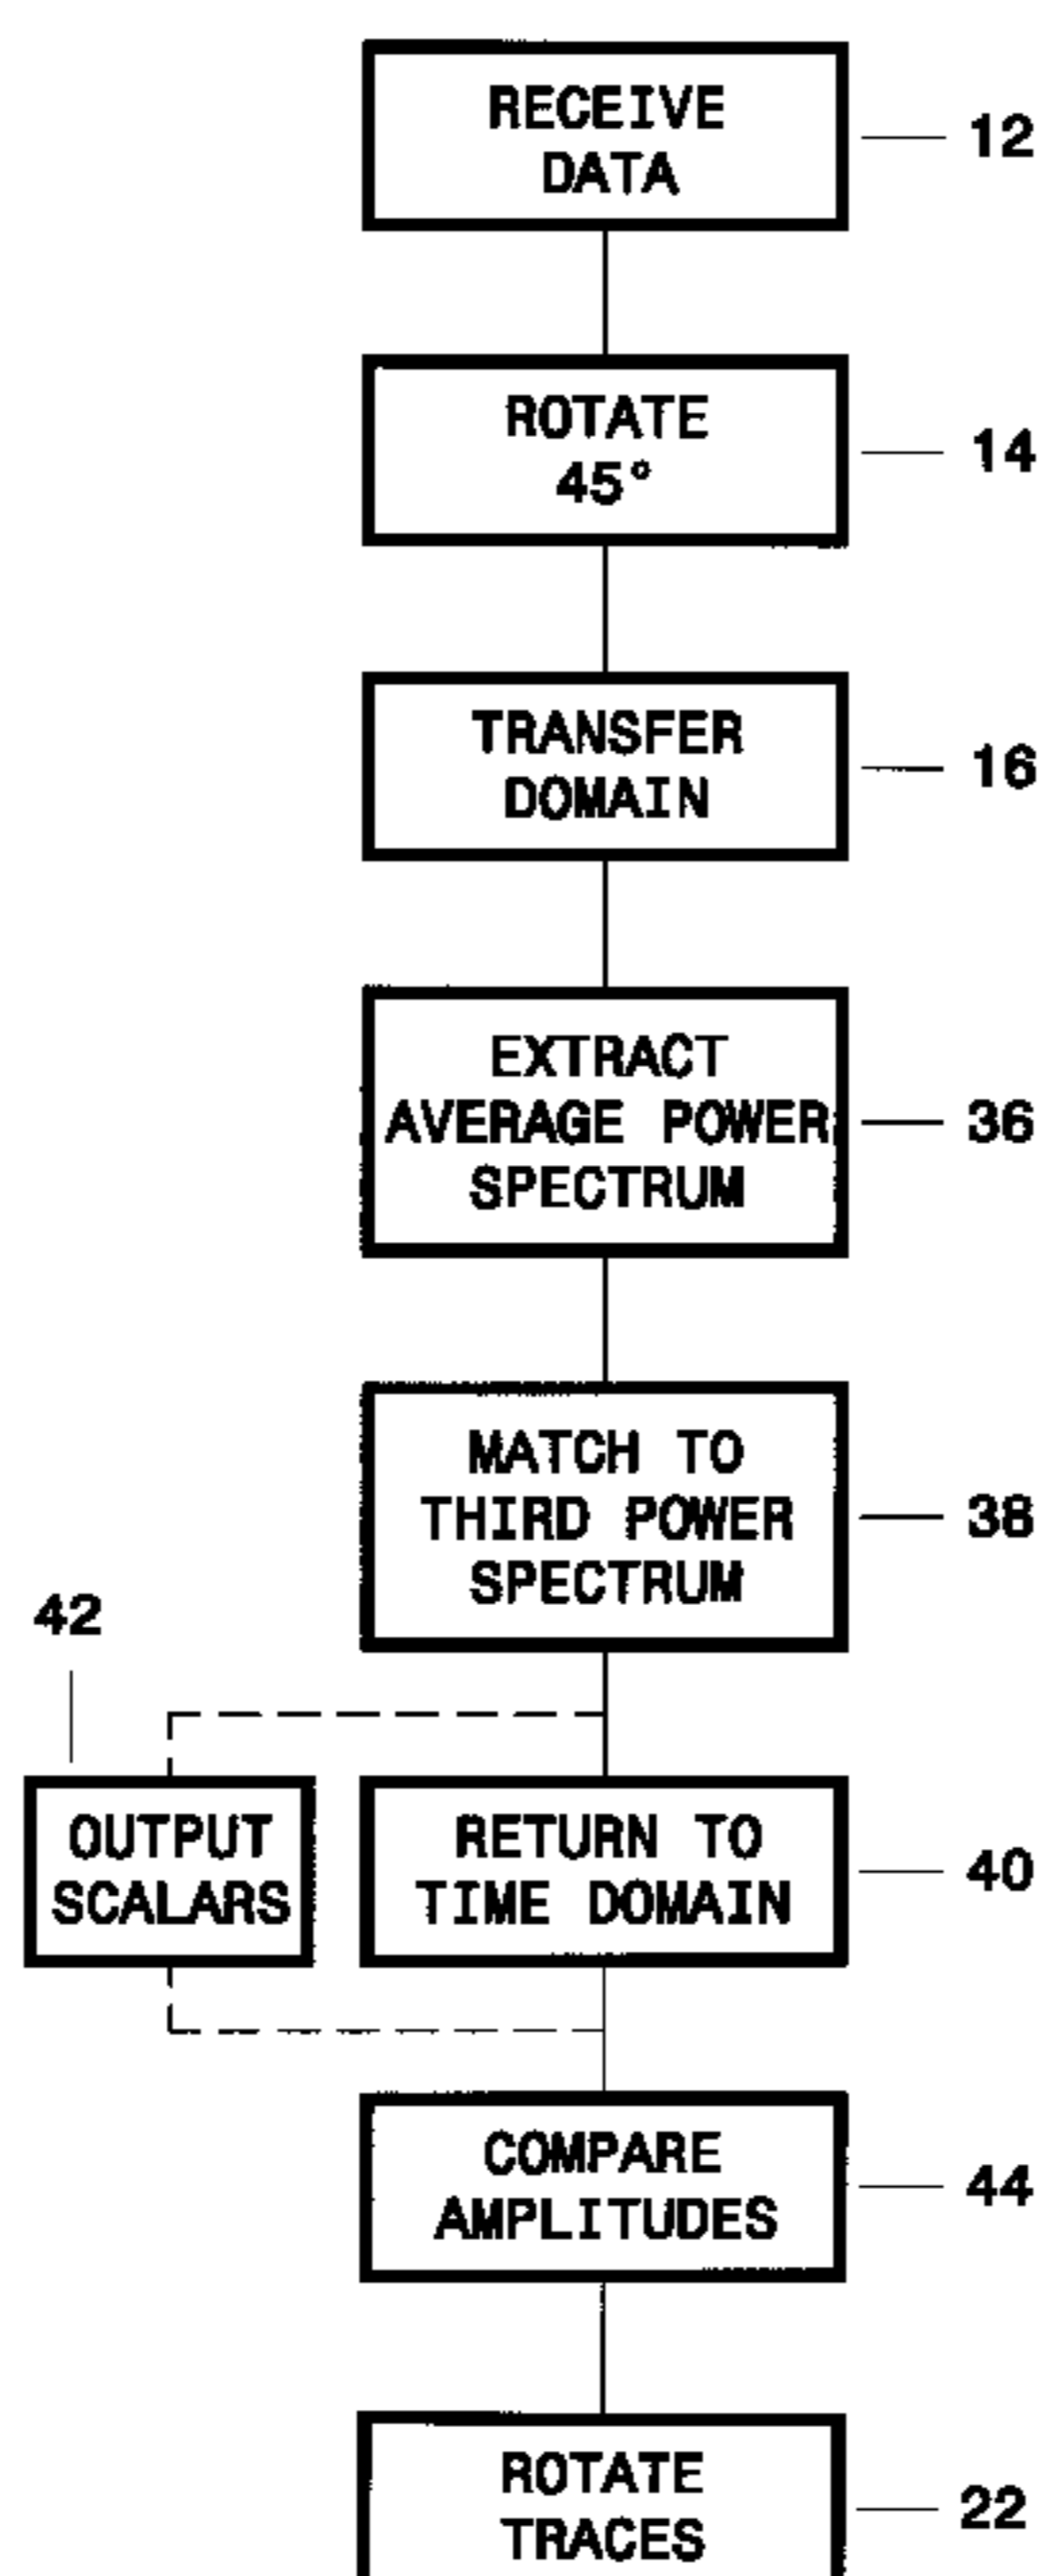 RECEIVE
DATA
12
ROTATE
45°
14
TRANSFER
DOMAIN
16
EXTRACT
AVERAGE POWER
SPECTRUM
36
MATCH TO
THIRD POWER
SPECTRUM
38
42
OUTPUT
SCALARS
RETURN TO
TIME DOMAIN
40
COMPARE
AMPLITUDES
44
ROTATE
TRACES
22